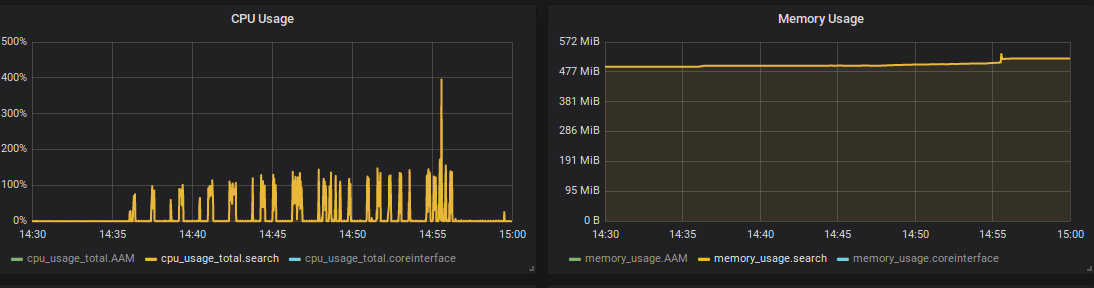 CPU Usage
500%
400%
300%
200%
100%
0%
14:30 14:35 14:40 14:45 14:50 14:55 15:00
cpu_usage_total.AAM cpu_usage_total.search cpu_usage_total.coreinterface
Memory Usage
572 MiB
477 MiB
381 MiB
286 MiB
191 MiB
95 MiB
0 B
14:30 14:35 14:40 14:45 14:50 14:55 15:00
memory_usage.AAM memory_usage.search memory_usage.coreinterface